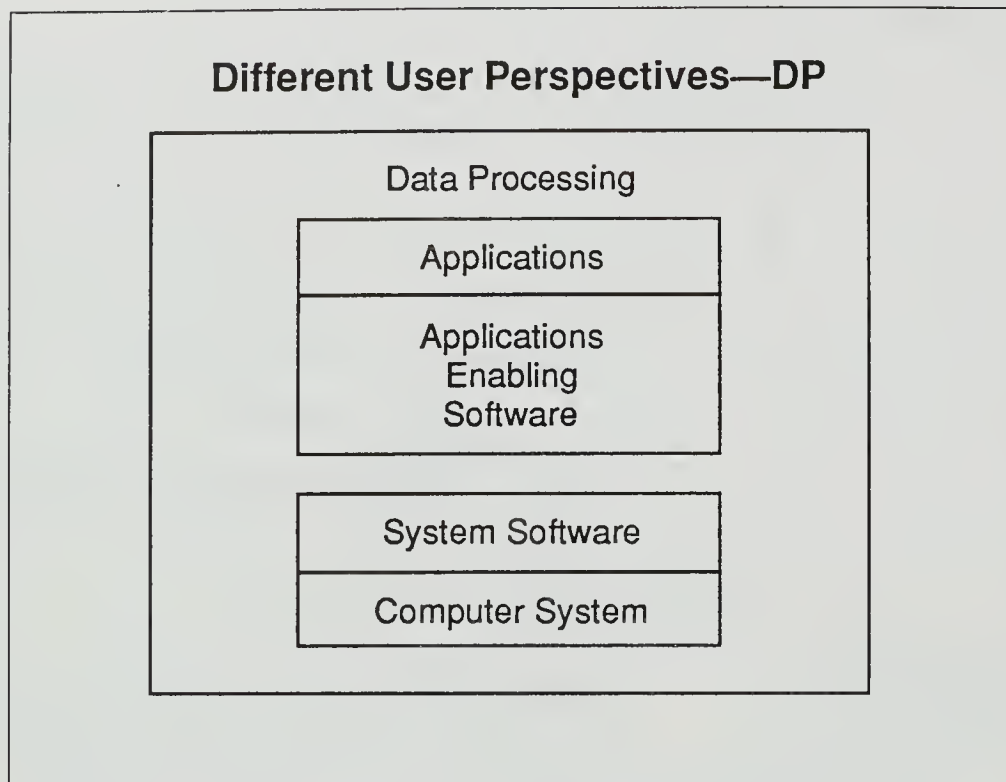 Different User Perspectives—DP
Data Processing
Applications
Applications
Enabling
Software
System Software
Computer System